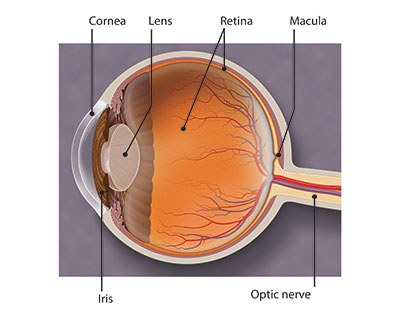 Cornea
Lens
Retina
Macula
Iris
Optic nerve